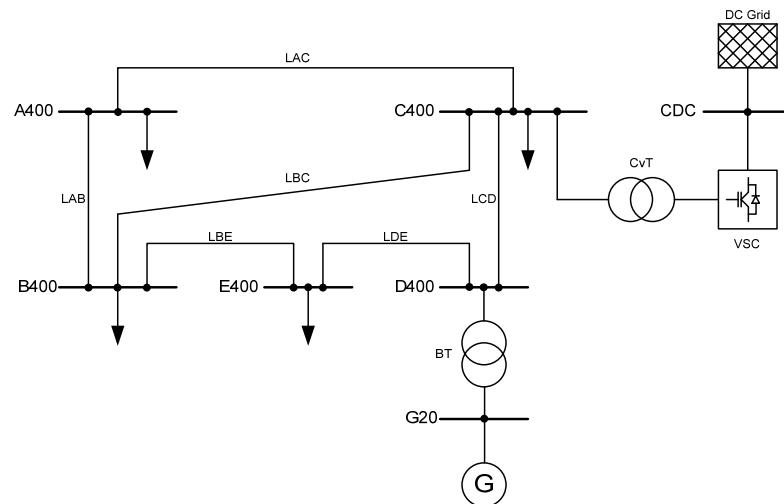 DC Grid
LAC
A400
C400
CDC
CvT
LAB
LBC
LCD
VSC
LBE
LDE
B400
E400
D400
BT
G20
G